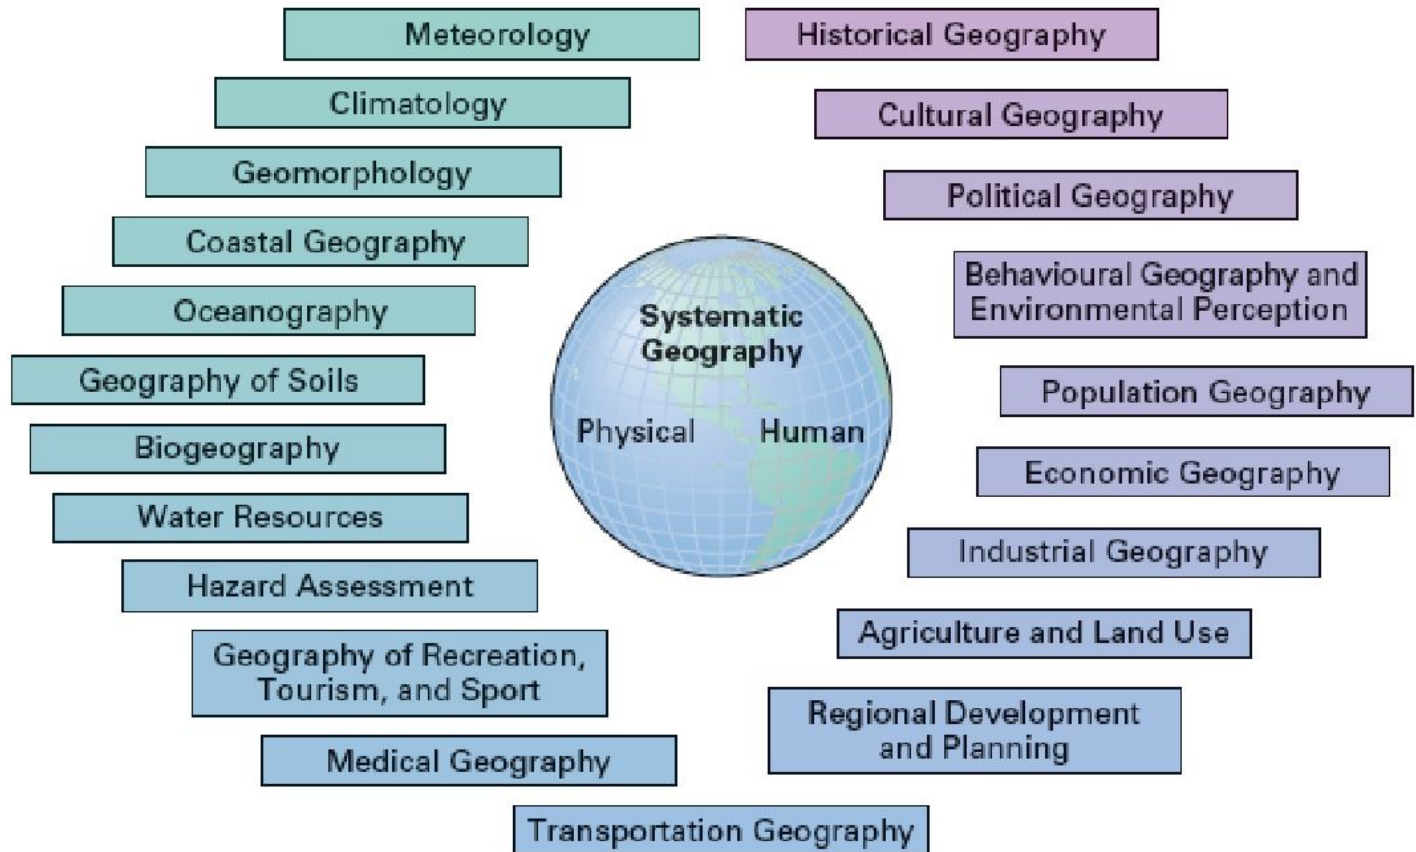 Meteorology
Climatology
Geomorphology
Coastal Geography
Oceanography
Geography of Soils
Biogeography
Water Resources
Hazard Assessment
Geography of Recreation,
Tourism, and Sport
Medical Geography
Transportation Geography
Systematic
Geography
Physical
Human
Historical Geography
Cultural Geography
Political Geography
Behavioural Geography and
Environmental Perception
Population Geography
Economic Geography
Industrial Geography
Agriculture and Land Use
Regional Development
and Planning